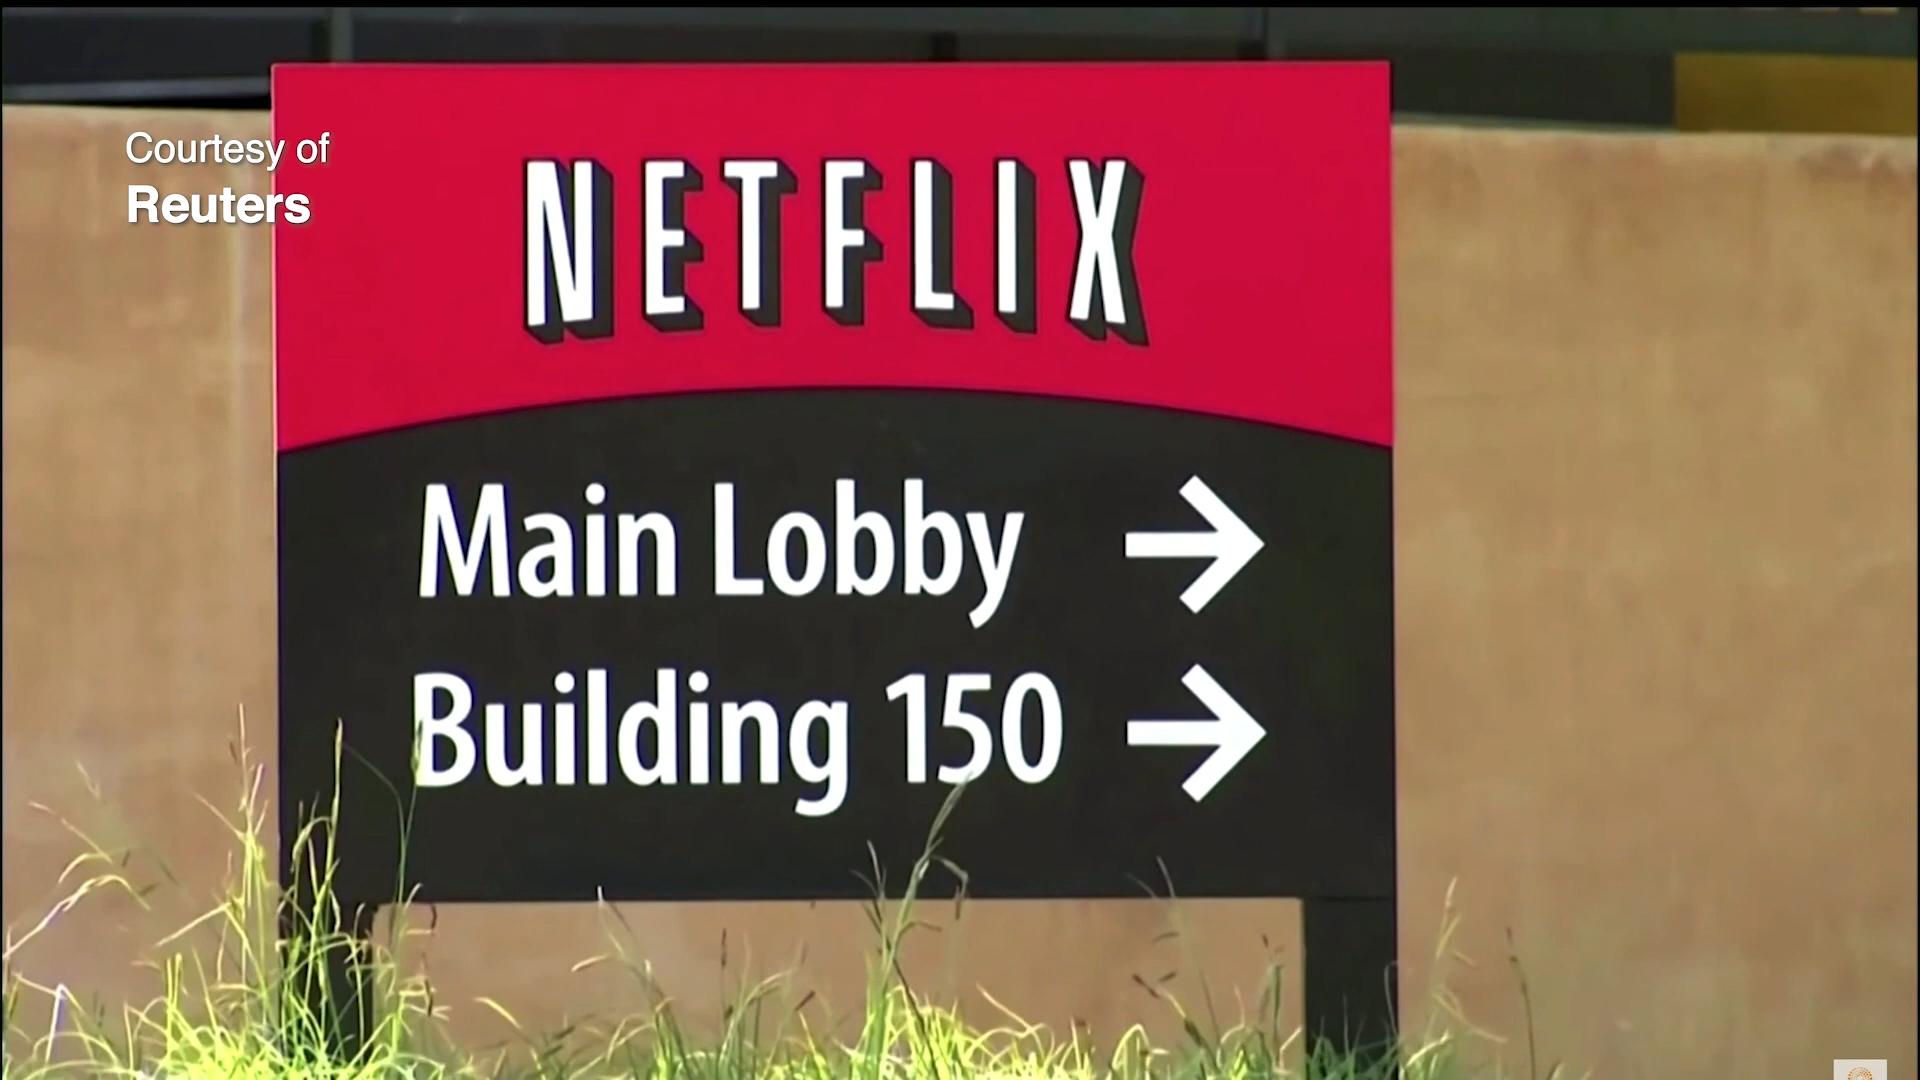 Courtesy of
Reuters
NETFLIX
Main Lobby →
Building 150 →